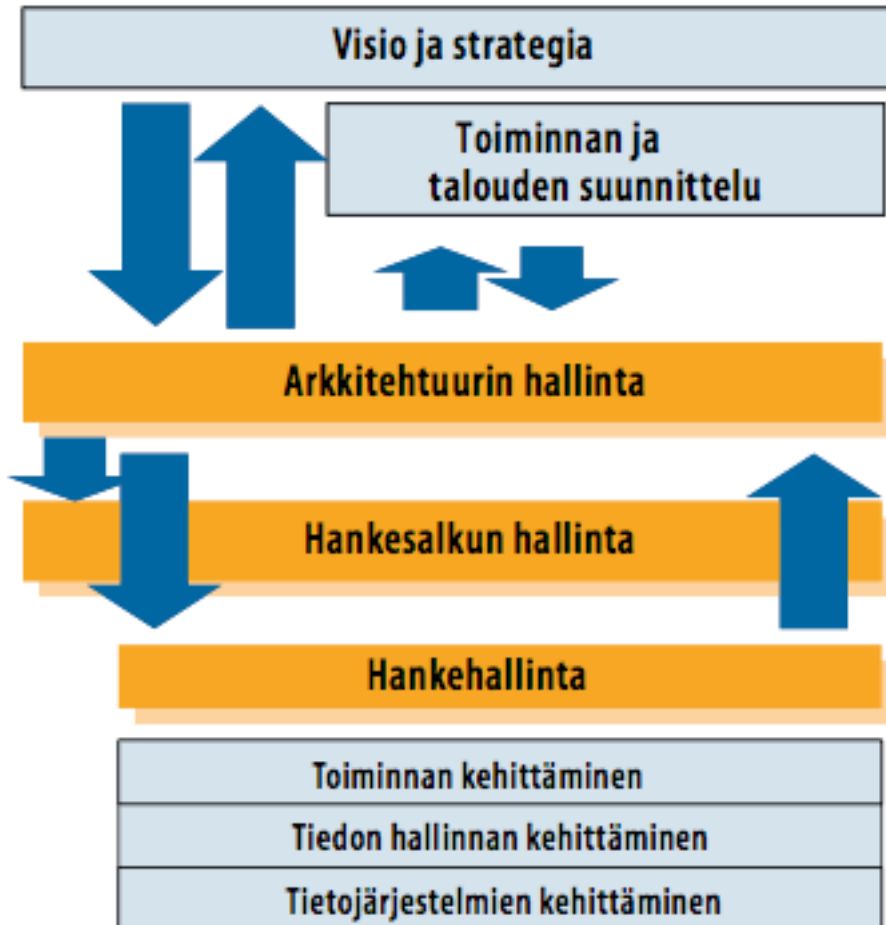 Visio ja strategia
Toiminnan ja
talouden suunnittelu
Arkkitehtuurin hallinta
Hankesalkun hallinta
Hankehallinta
Toiminnan kehittäminen
Tiedon hallinnan kehittäminen
Tietojärjestelmien kehittäminen